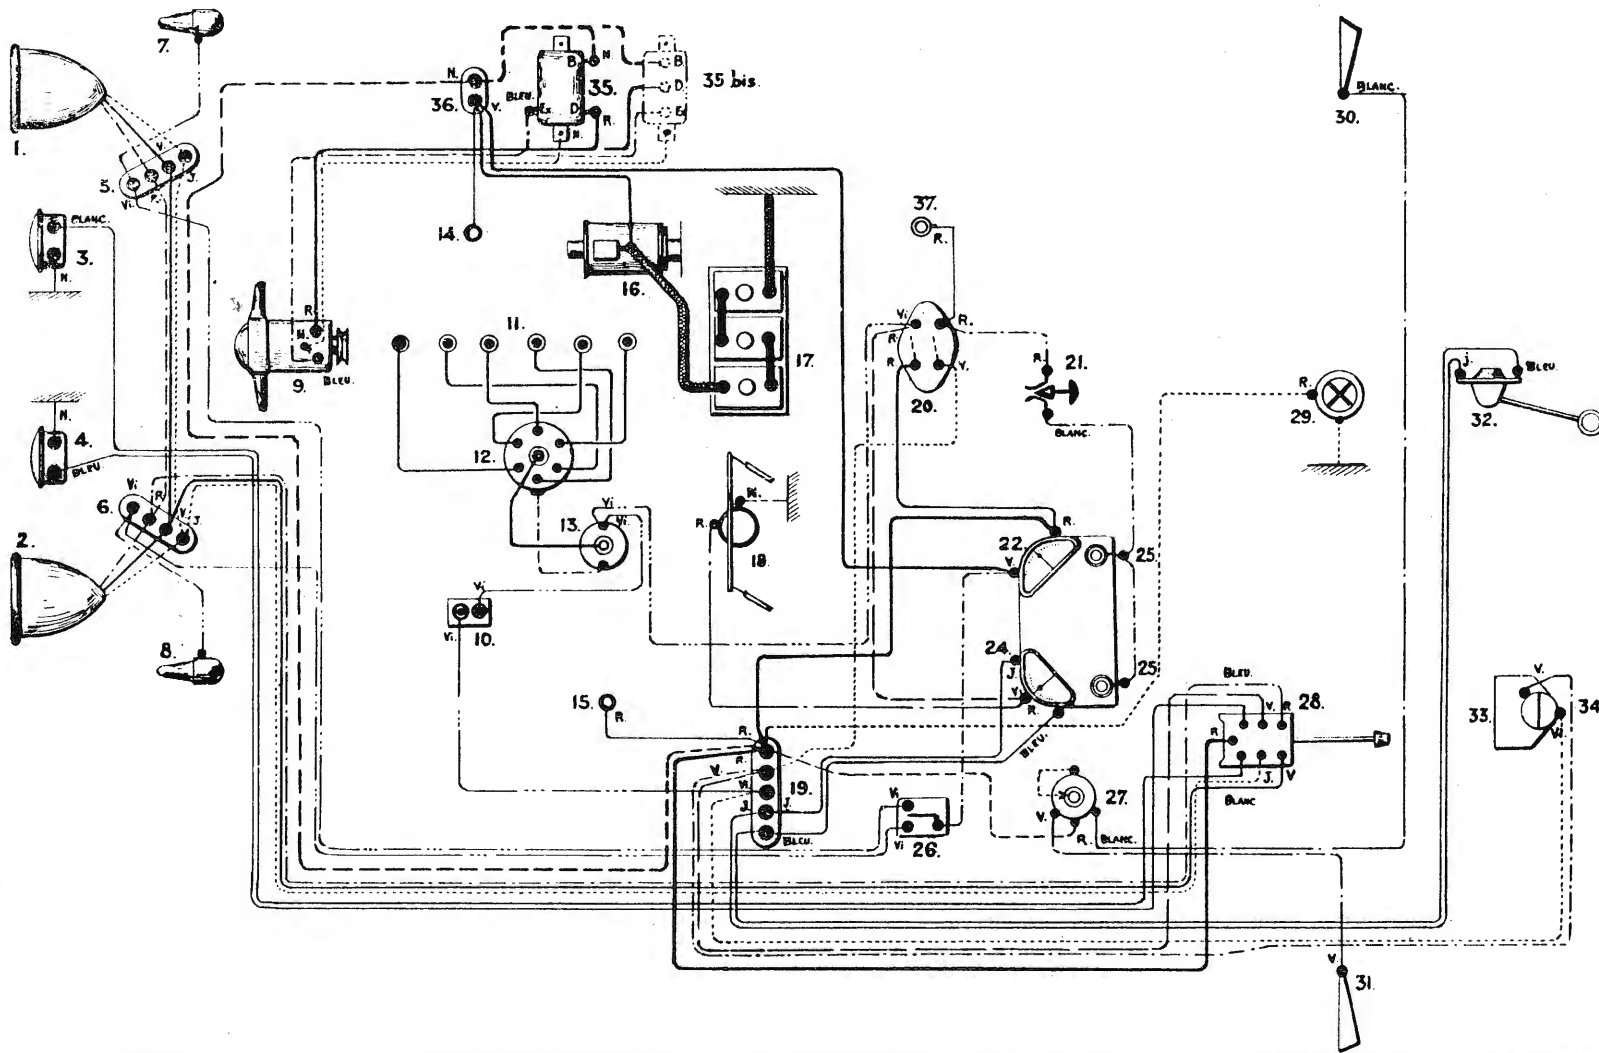 7.
1.
5.
V.
J.
Vi.
R.
BLANC.
3.
N.
N.
36.
V.
BLEU.
B.
N.
35.
Ex.
D.
R.
N.
B.
D.
E.
35 bis.
14.
16.
17.
R.
N.
9.
BLEU.
11.
12.
13.
Vi
Vi.
Vi
Vi.
10.
N.
4.
BLEU
Vi
R
6.
V.
J.
2.
8.
37.
R.
Vi
R.
R
R
V.
20.
R.
21.
BLANC.
N.
R.
18.
R.
22.
V.
25.
24.
J.
V.
R.
25.
BLEU.
15.
R.
R.
R.
V.
Vi
19.
J.
J.
BLEU.
Vi
Vi
26.
V.
27.
R.
BLANC.
BLEU.
V.
R
28.
R
J.
V
BLANC
BLANC.
30.
R.
29.
J.
BLEU.
32.
V.
33.
34.
Vi
V.
31.